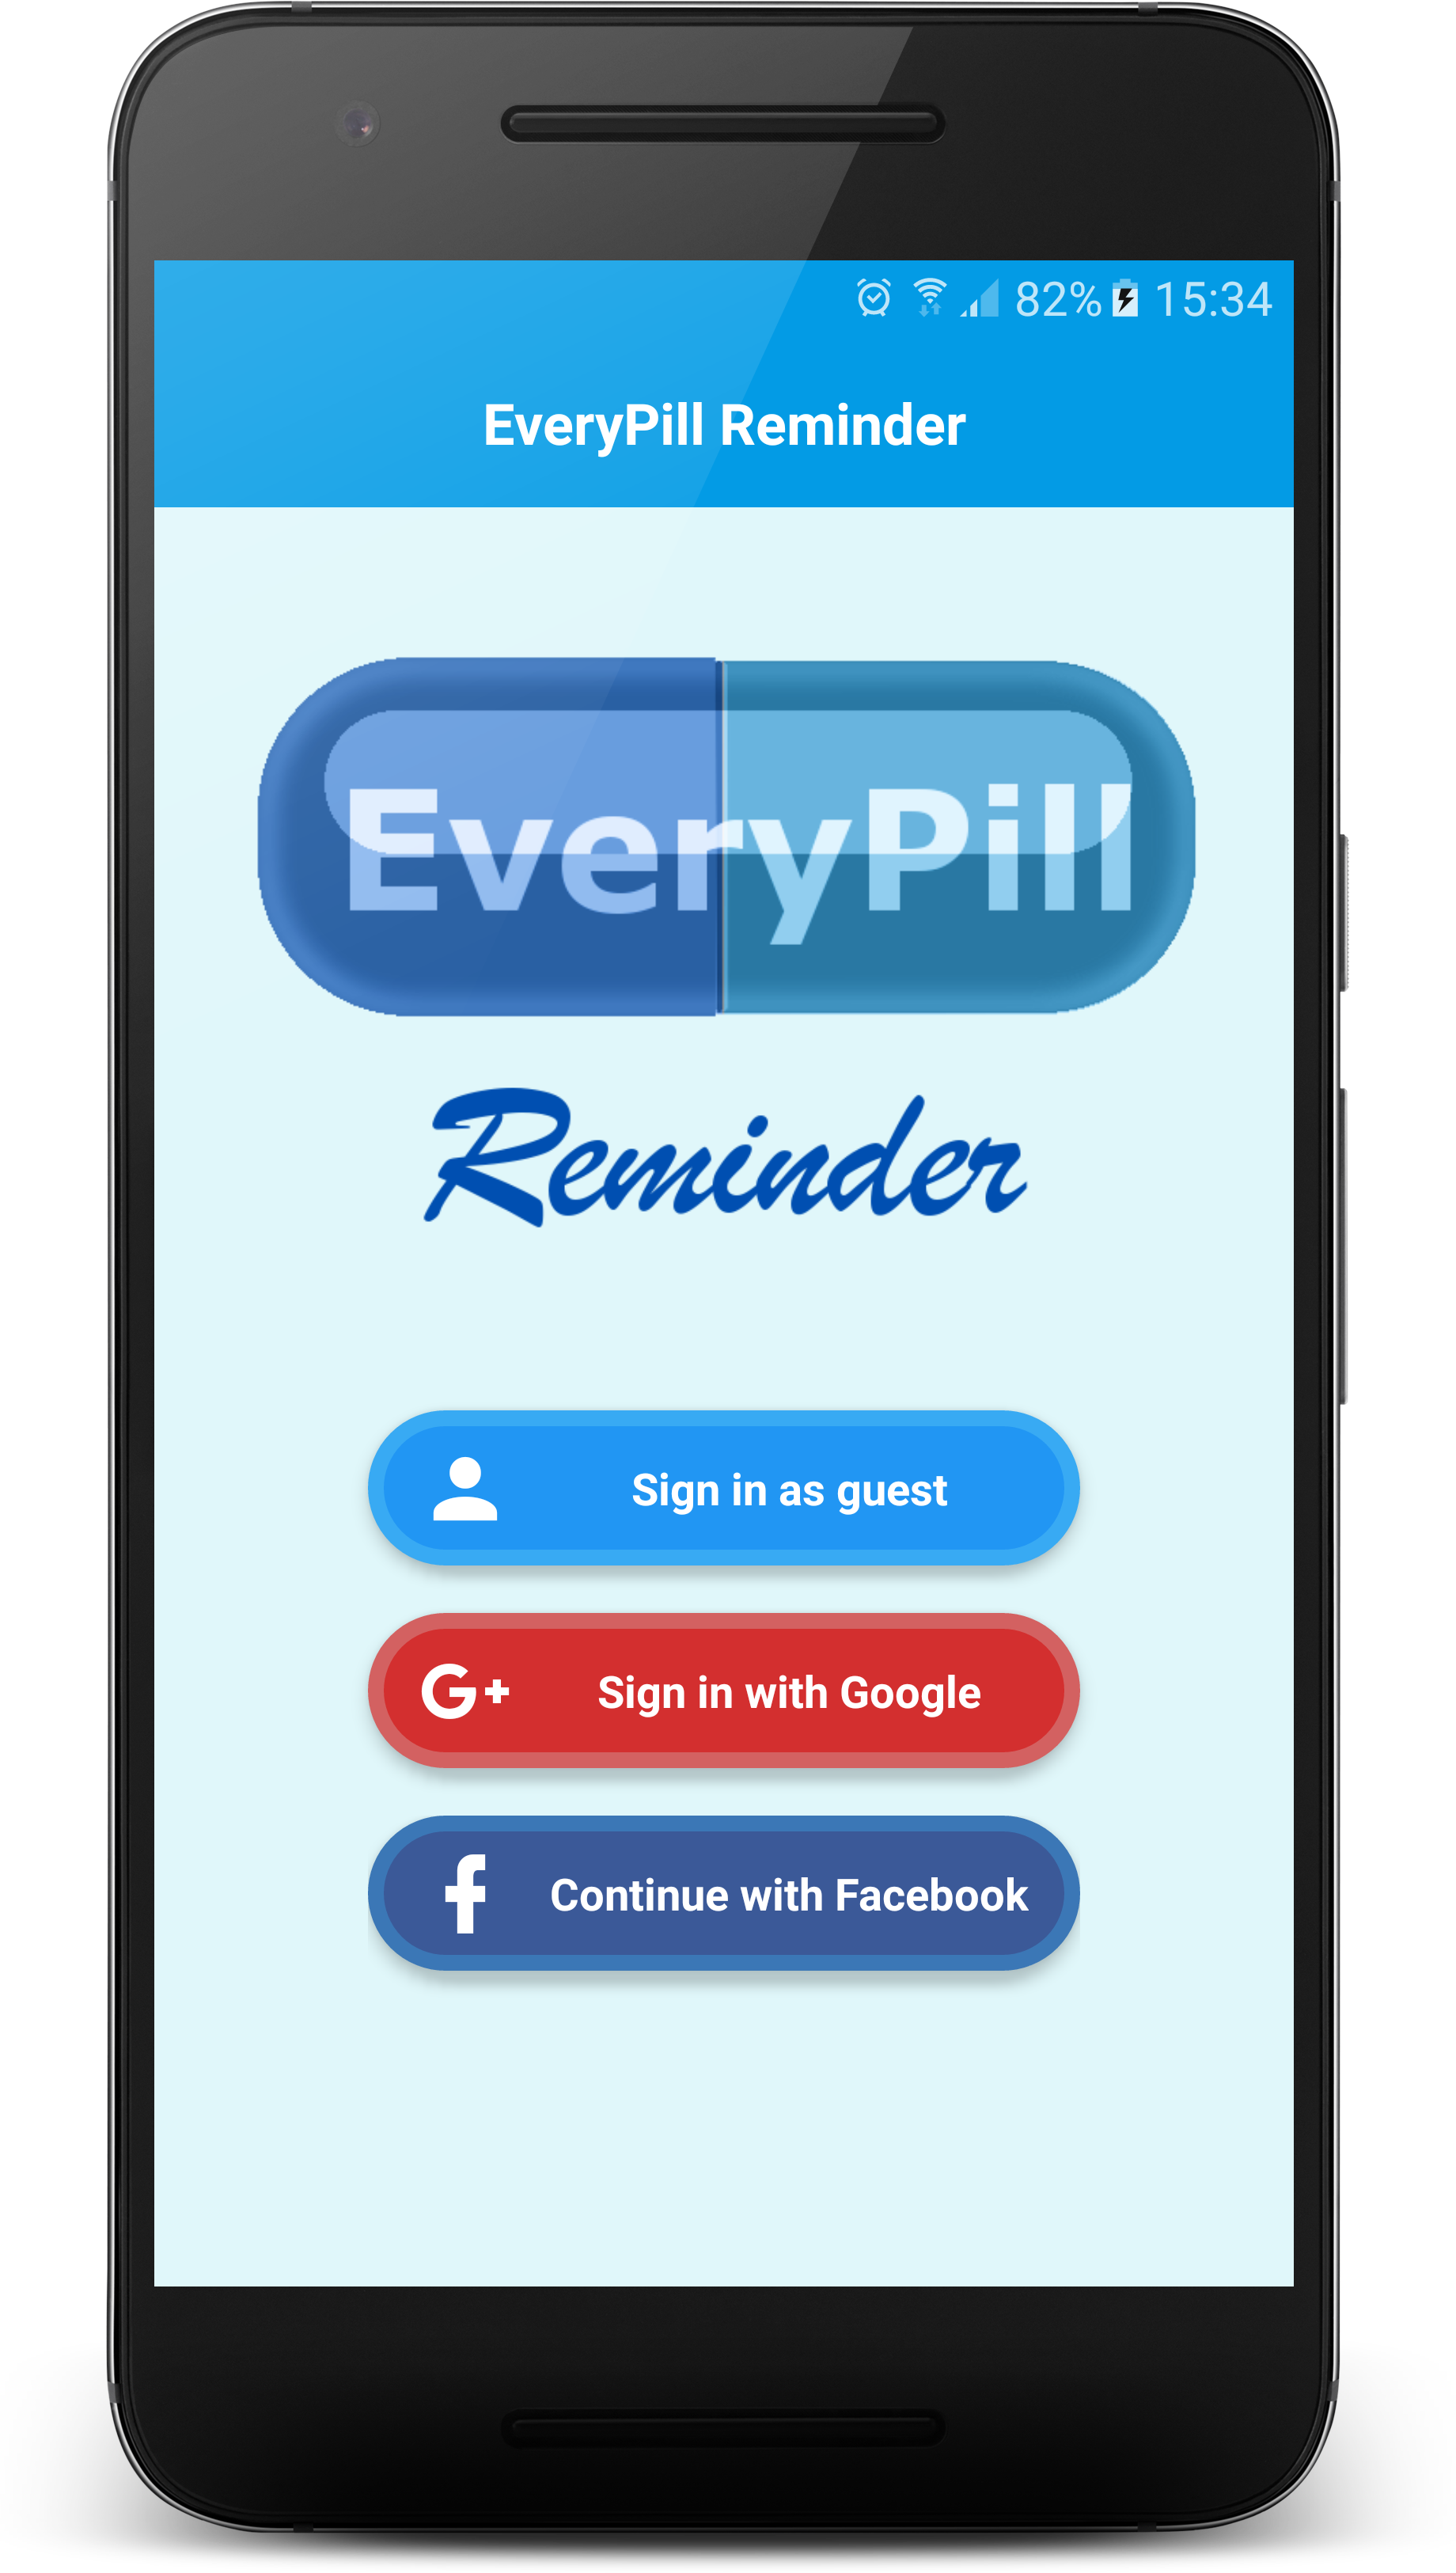 82% 15:34
EveryPill Reminder
EveryPill
Reminder
Sign in as guest
G+ Sign in with Google
f Continue with Facebook